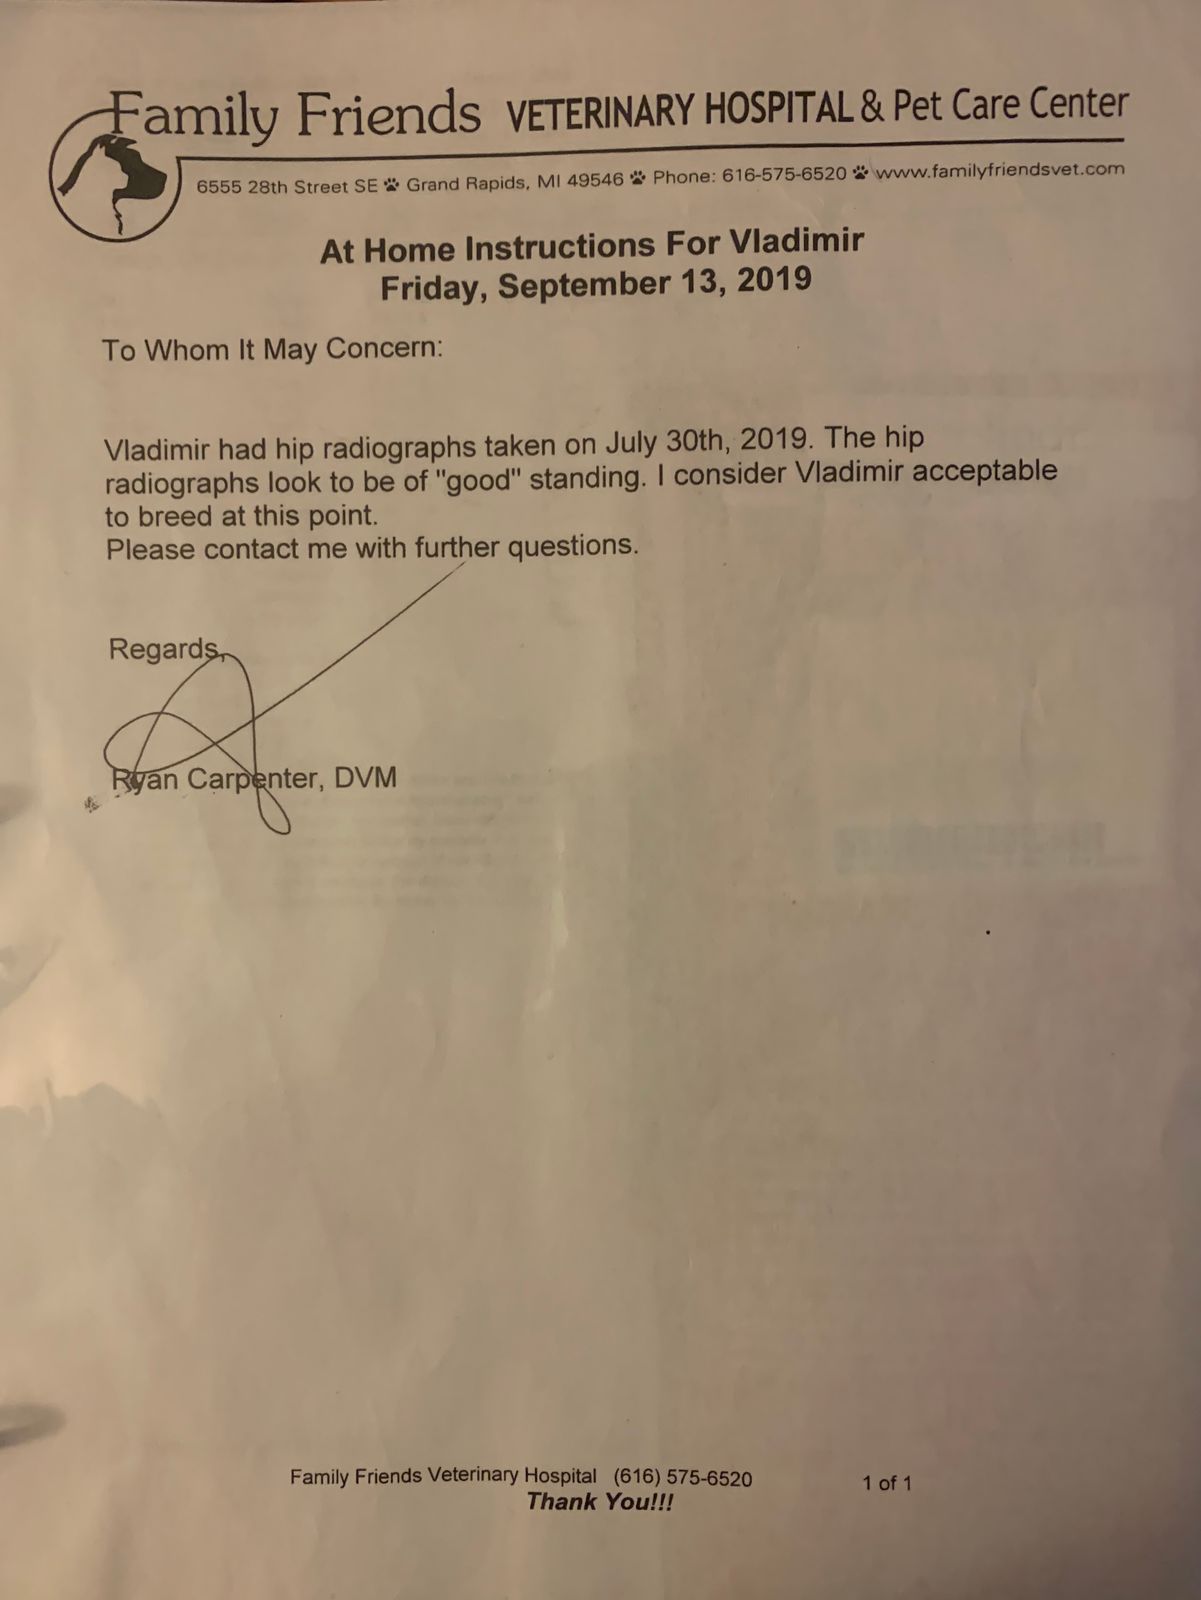 Family Friends VETERINARY HOSPITAL & Pet Care Center
6555 28th Street SE Grand Rapids, MI 49546 Phone: 616-575-6520 www.familyfriendsvet.com
At Home Instructions For Vladimir
Friday, September 13, 2019
To Whom It May Concern:
Vladimir had hip radiographs taken on July 30th, 2019. The hip
radiographs look to be of "good" standing. I consider Vladimir acceptable
to breed at this point.
Please contact me with further questions.
Regards,
Ryan Carpenter, DVM
Family Friends Veterinary Hospital (616) 575-6520 1 of 1
Thank You!!!